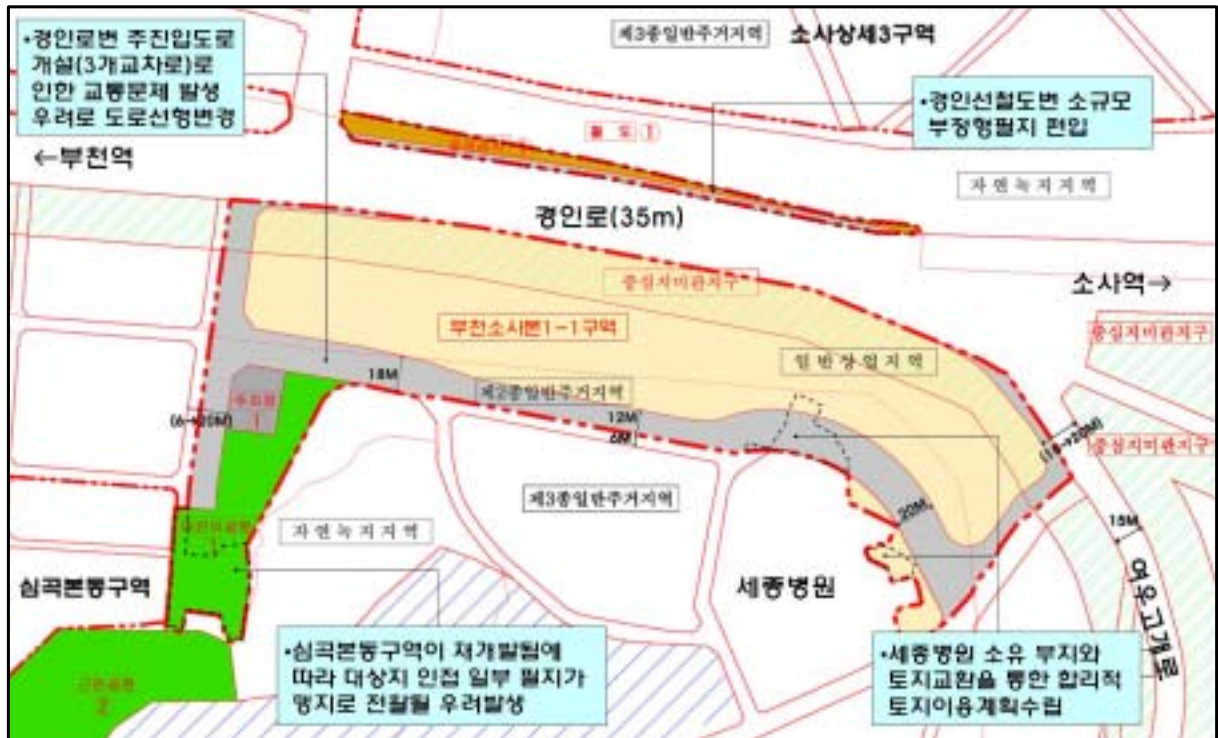 •경인로변 주진입도로
개설(3개교차로)로
인한 교통문제 발생
우려로 도로선형변경
제3종일반주거지역
소사상세3구역
•경인선철도변 소규모
부정형필지 편입
←부천역
철 도 1
자연녹지지역
경인로(35m)
소사역→
중심지미관지구
중심지미관지구
부천소사본1-1구역
일반상업지역
18M
제2종일반주거지역
주차장
1
(6→20M)
12M
6M
중심지미관지구
20M
15M
제3종일반주거지역
자연녹지지역
여우고개로
심곡본동구역
세종병원
•심곡본동구역이 재개발됨에
따라 대상지 인접 일부 필지가
맹지로 전활될 우려발생
•세종병원 소유 부지와
토지교환을 통한 합리적
토지이용계획수립
근린공원
2